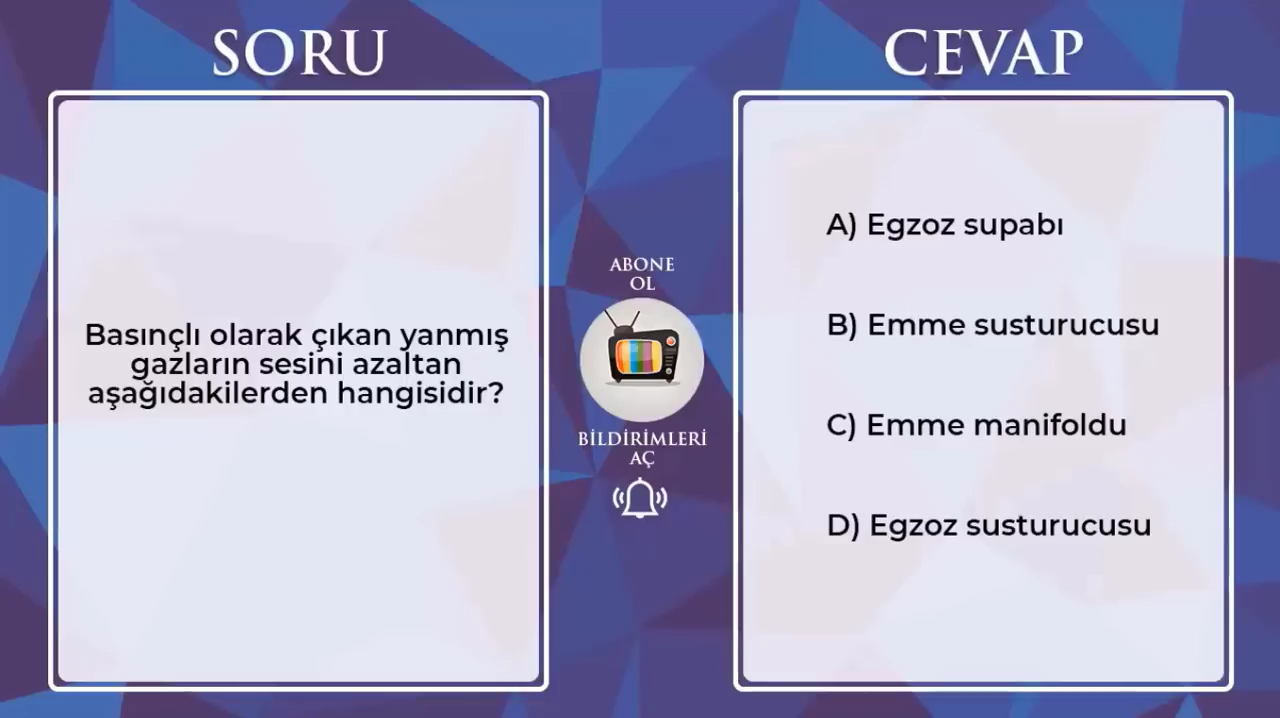 SORU
Basınçlı olarak çıkan yanmış
gazların sesini azaltan
aşağıdakilerden hangisidir?
ABONE
OL
BİLDİRİMLERİ
AÇ
CEVAP
A) Egzoz supabı
B) Emme susturucusu
C) Emme manifoldu
D) Egzoz susturucusu